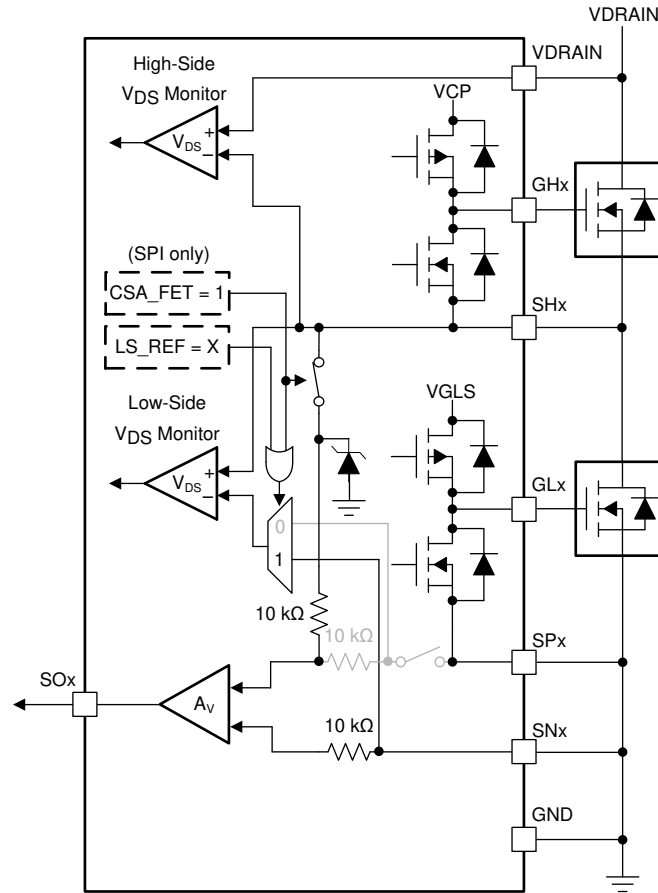 VDRAIN
High-Side
VDS Monitor
VDRAIN
VCP
+
VDS
−
GHx
(SPI only)
CSA_FET = 1
SHx
LS_REF = X
Low-Side
VDS Monitor
VGLS
+
VDS
−
GLx
0
1
10 kΩ
10 kΩ
SPx
SOx
AV
10 kΩ
SNx
GND